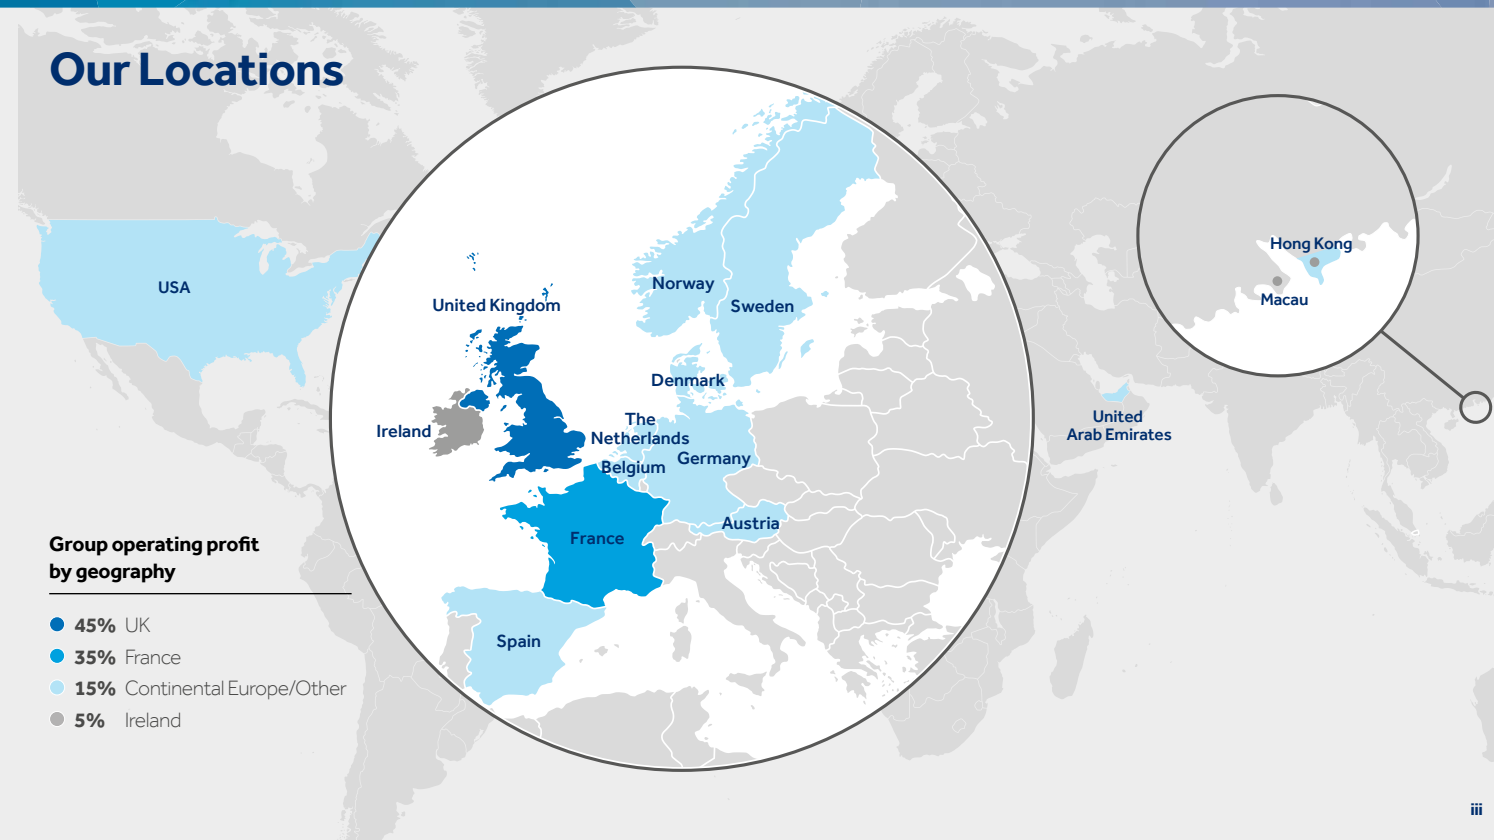 Our Locations
USA
United Kingdom
Ireland
Norway
Sweden
Denmark
The
Netherlands
Belgium
Germany
Austria
France
Spain
Hong Kong
Macau
United
Arab Emirates
Group operating profit
by geography
45% UK
35% France
15% Continental Europe/Other
5% Ireland
iii